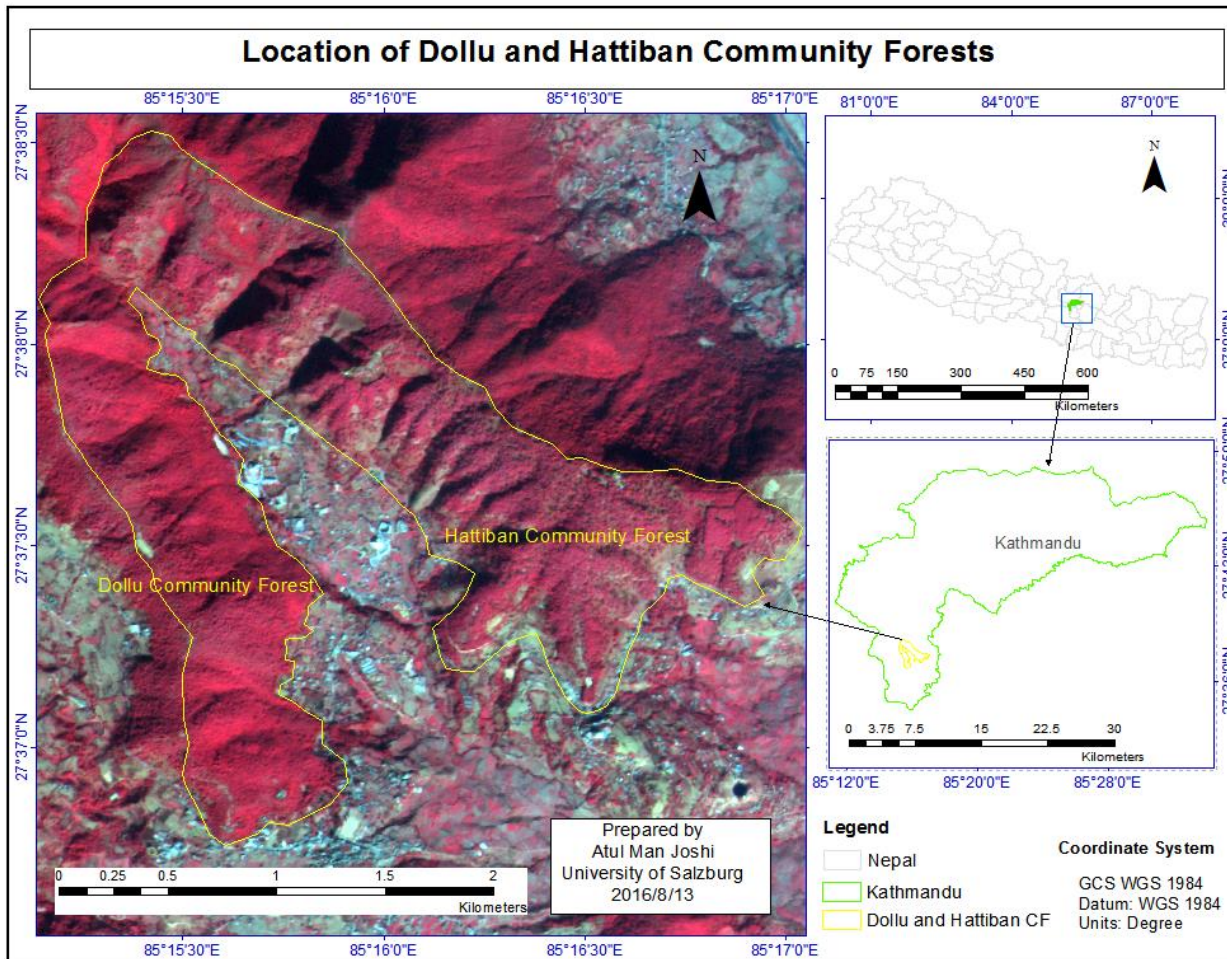 Location of Dollu and Hattiban Community Forests
85°15'30"E 85°16'0"E 85°16'30"E 85°17'0"E
27°38'30"N
27°38'0"N
27°37'30"N
27°37'0"N
N
Hattiban Community Forest
Dollu Community Forest
Prepared by
Atul Man Joshi
University of Salzburg
2016/8/13
0 0.25 0.5 1 1.5 2
Kilometers
85°15'30"E 85°16'0"E 85°16'30"E 85°17'0"E
81°0'0"E 84°0'0"E 87°0'0"E
N
0 75 150 300 450 600
Kilometers
Kathmandu
0 3.75 7.5 15 22.5 30
Kilometers
85°12'0"E 85°20'0"E 85°28'0"E
Legend
Nepal
Kathmandu
Dollu and Hattiban CF
Coordinate System
GCS WGS 1984
Datum: WGS 1984
Units: Degree